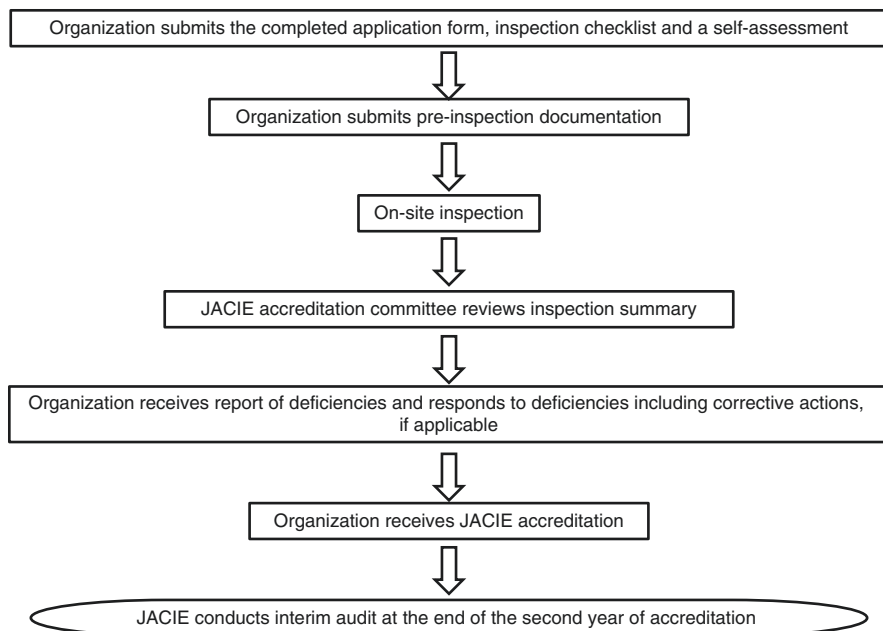 Organization submits the completed application form, inspection checklist and a self-assessment
Organization submits pre-inspection documentation
On-site inspection
JACIE accreditation committee reviews inspection summary
Organization receives report of deficiencies and responds to deficiencies including corrective actions,
if applicable
Organization receives JACIE accreditation
JACIE conducts interim audit at the end of the second year of accreditation